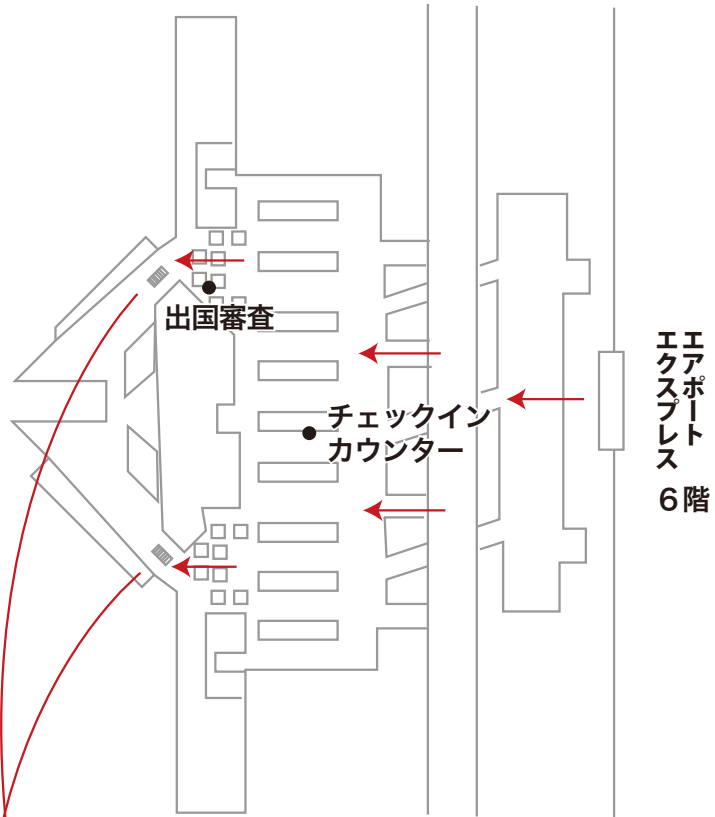 出国審査
チェックイン
カウンター
エアポート
エクスプレス
6階